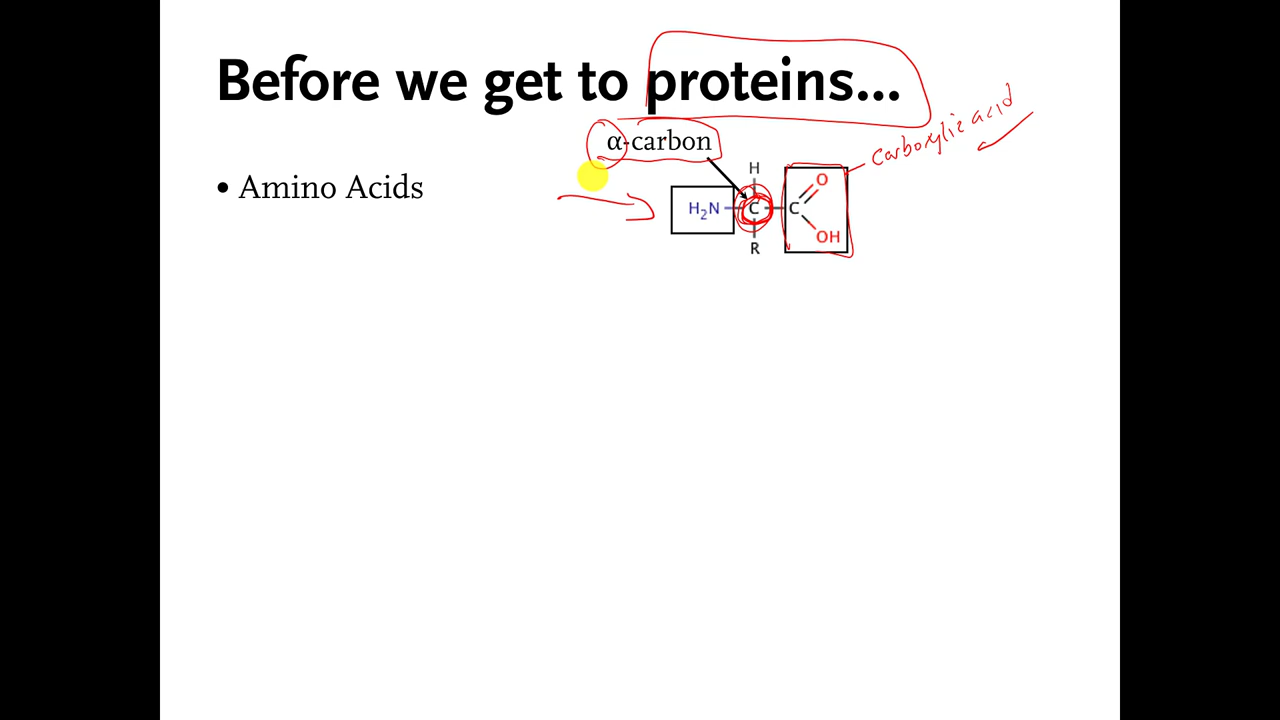 Before we get to proteins...
α-carbon
carboxylic acid
• Amino Acids
H
H₂N C C O
OH
R